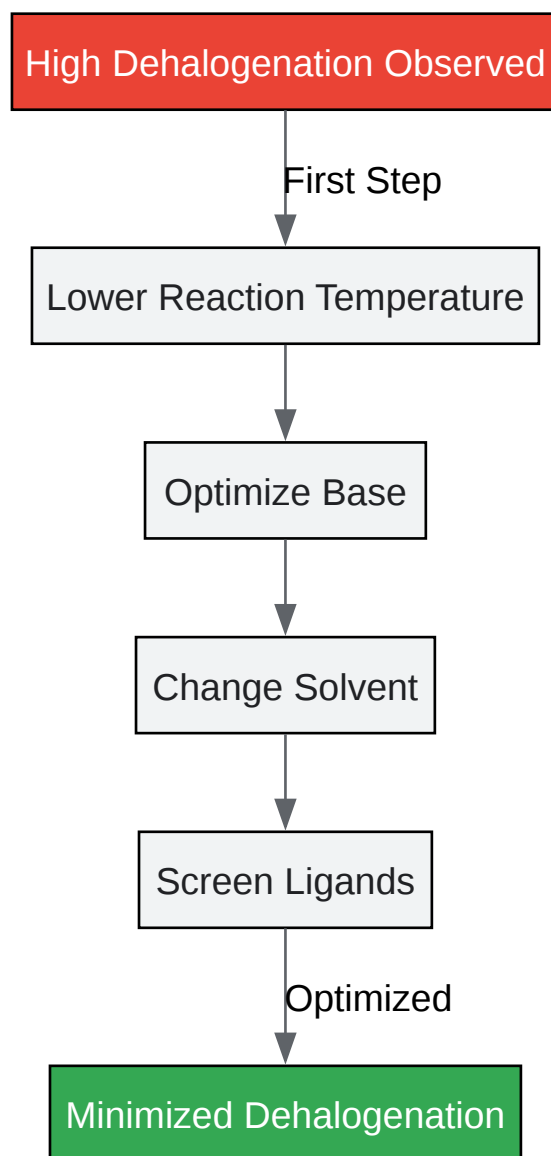 High Dehalogenation Observed
First Step
Lower Reaction Temperature
Optimize Base
Change Solvent
Screen Ligands
Optimized
Minimized Dehalogenation